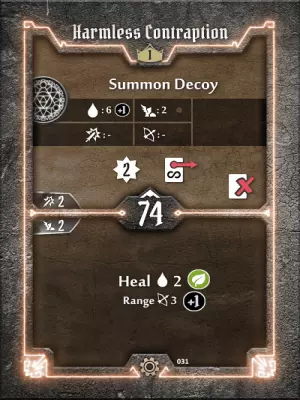 Harmless Contraption
1
Summon Decoy
: 6 +1 : 2
: - : -
2
2
74
2
Heal 2
Range 3 +1
031